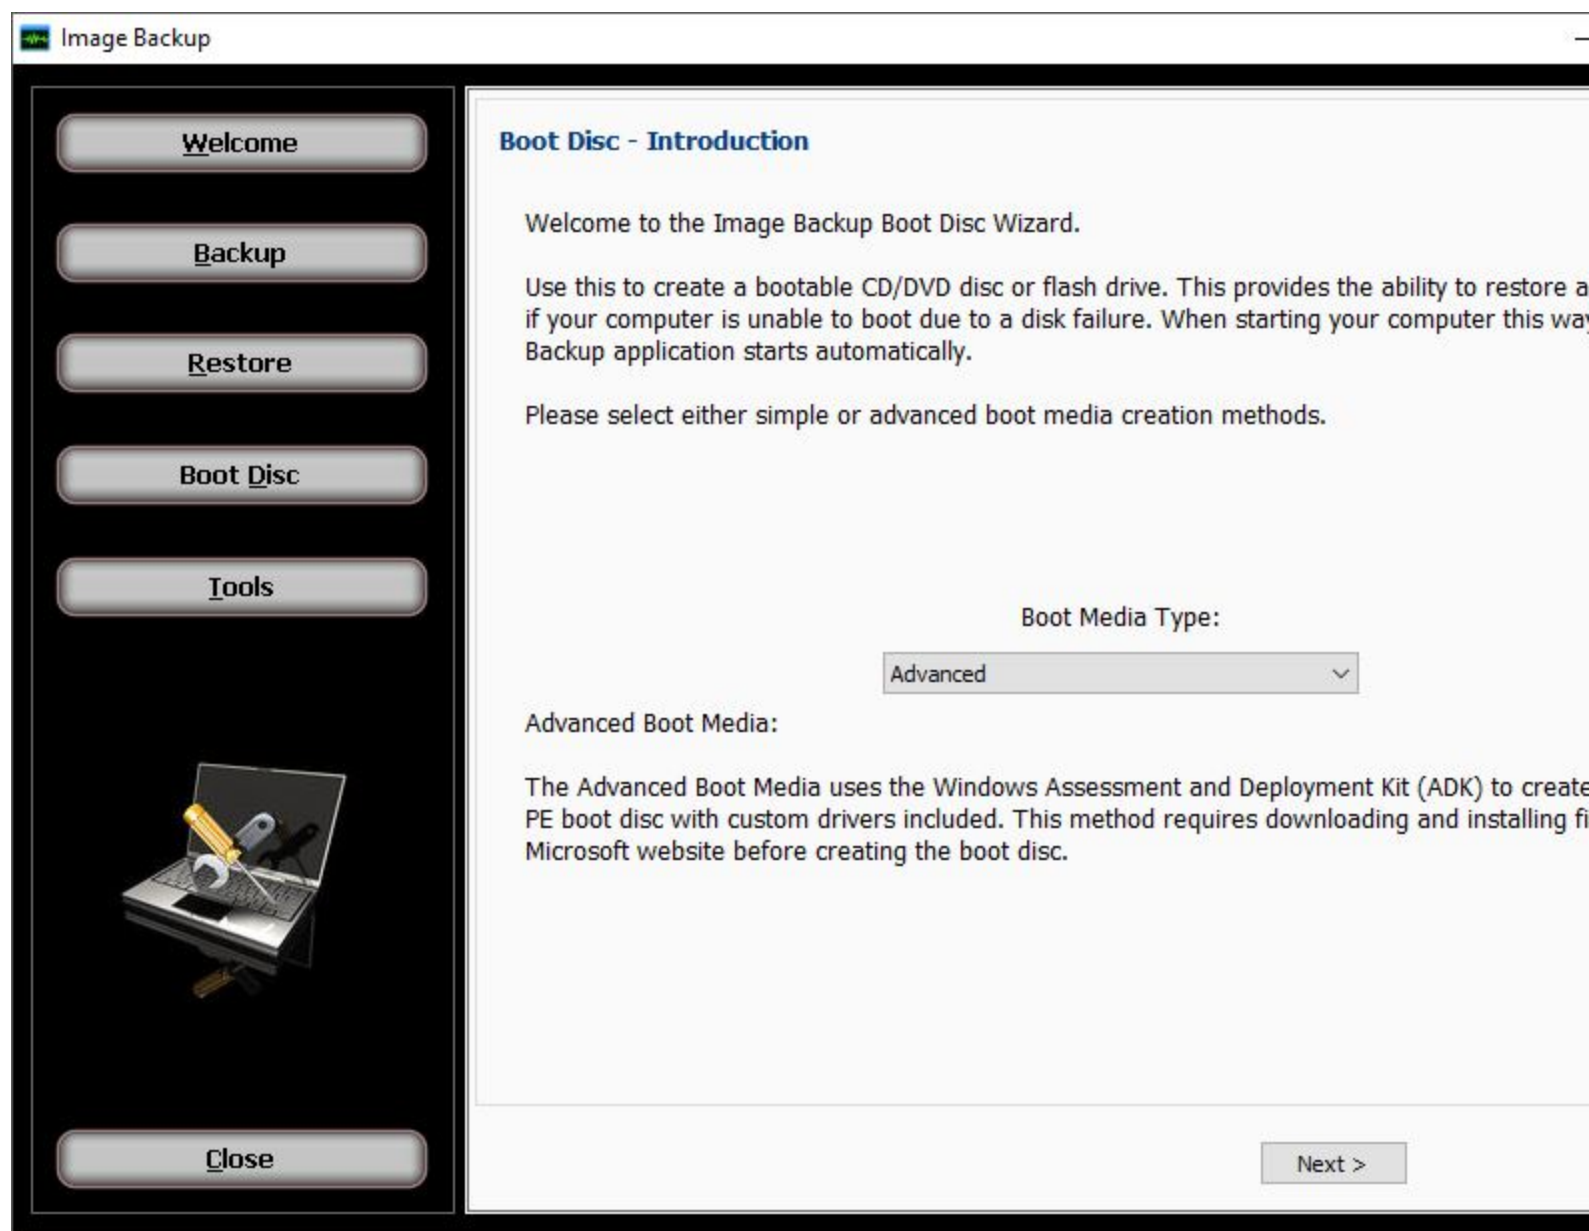 Image Backup
Welcome
Backup
Restore
Boot Disc
Tools
Close
Boot Disc - Introduction
Welcome to the Image Backup Boot Disc Wizard.
Use this to create a bootable CD/DVD disc or flash drive. This provides the ability to restore a
if your computer is unable to boot due to a disk failure. When starting your computer this way
Backup application starts automatically.
Please select either simple or advanced boot media creation methods.
Boot Media Type:
Advanced
Advanced Boot Media:
The Advanced Boot Media uses the Windows Assessment and Deployment Kit (ADK) to create
PE boot disc with custom drivers included. This method requires downloading and installing
Microsoft website before creating the boot disc.
Next >